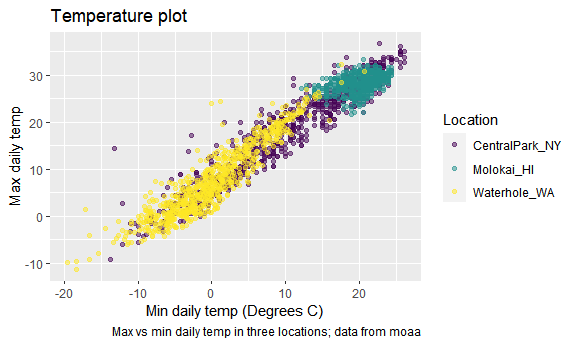 Temperature plot
Max daily temp
30
20
10
0
-10
-20
-10
0
10
20
Min daily temp (Degrees C)
Max vs min daily temp in three locations; data from moaa
Location
CentralPark_NY
Molokai_HI
Waterhole_WA